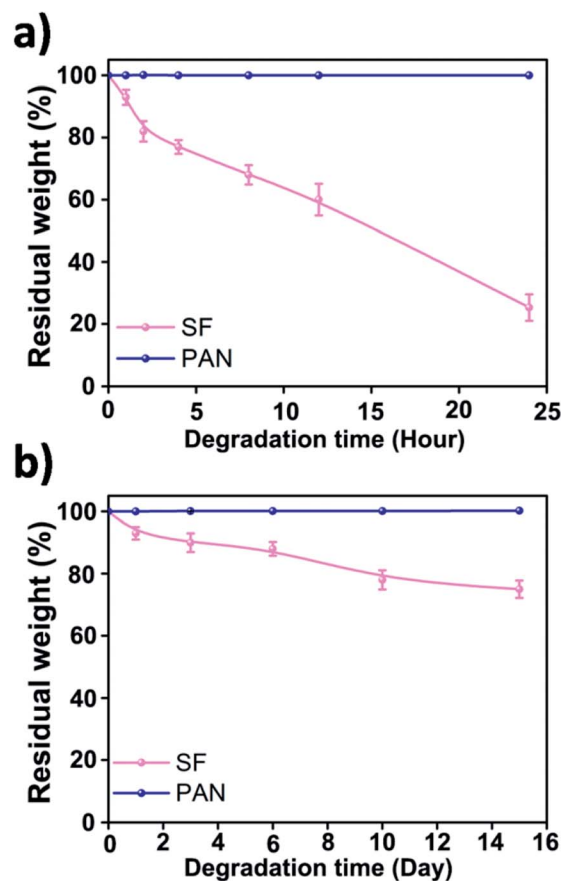 a)
Residual weight (%)
100
80
60
40
20
0
SF
PAN
0 5 10 15 20 25
Degradation time (Hour)
b)
Residual weight (%)
100
80
60
40
20
0
SF
PAN
0 2 4 6 8 10 12 14 16
Degradation time (Day)